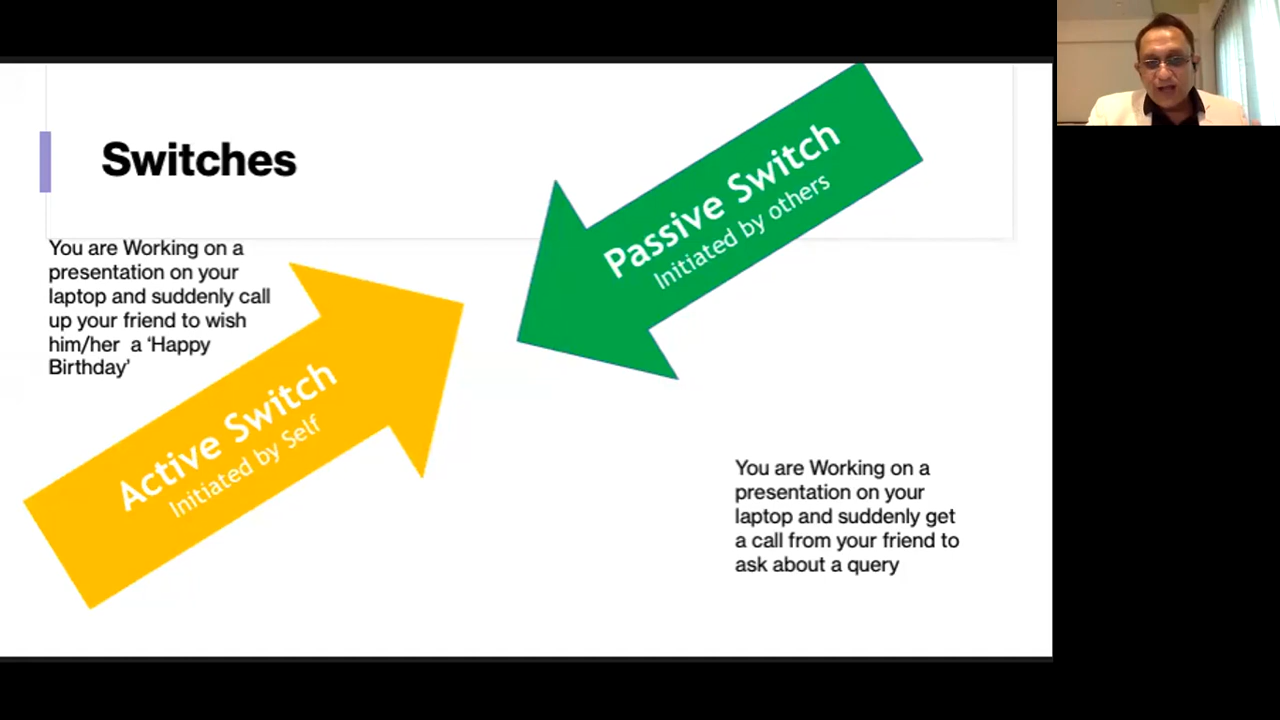 Switches
You are Working on a
presentation on your
laptop and suddenly call
up your friend to wish
him/her a ‘Happy
Birthday’
Active Switch
Initiated by Self
Passive Switch
Initiated by others
You are Working on a
presentation on your
laptop and suddenly get
a call from your friend to
ask about a query